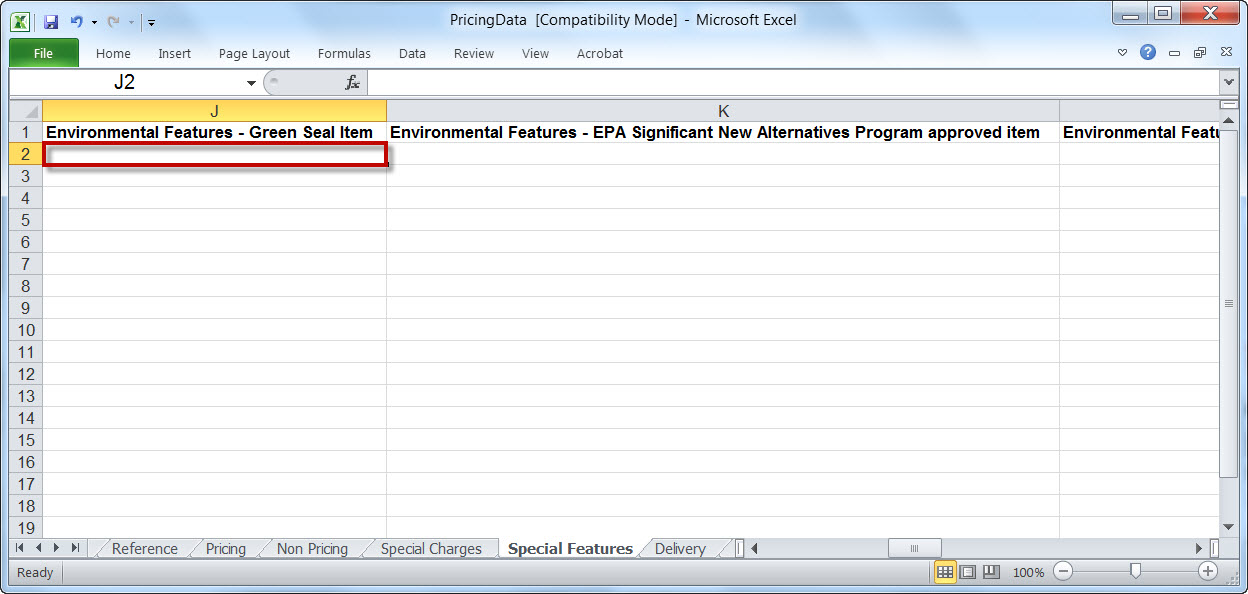 PricingData [Compatibility Mode] - Microsoft Excel
File Home Insert Page Layout Formulas Data Review View Acrobat
J2 fx
J K
1 Environmental Features - Green Seal Item Environmental Features - EPA Significant New Alternatives Program approved item Environmental
2
3
4
5
6
7
8
9
10
11
12
13
14
15
16
17
18
19
Reference Pricing Non Pricing Special Charges Special Features Delivery
Ready 100%